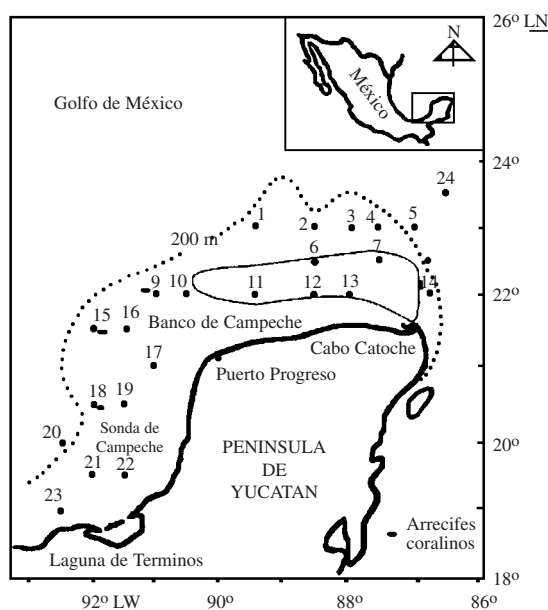 26º LN
N
México
Golfo de México
24º
24
1
2
3
4
5
200 m
6
7
9
10
11
12
13
14
22º
15
16
Banco de Campeche
17
Cabo Catoche
Puerto Progreso
18
19
Sonda de
Campeche
20
20º
21
22
PENINSULA
DE
YUCATAN
23
Arrecifes
coralinos
Laguna de Terminos
18º
92º LW
90º
88º
86º